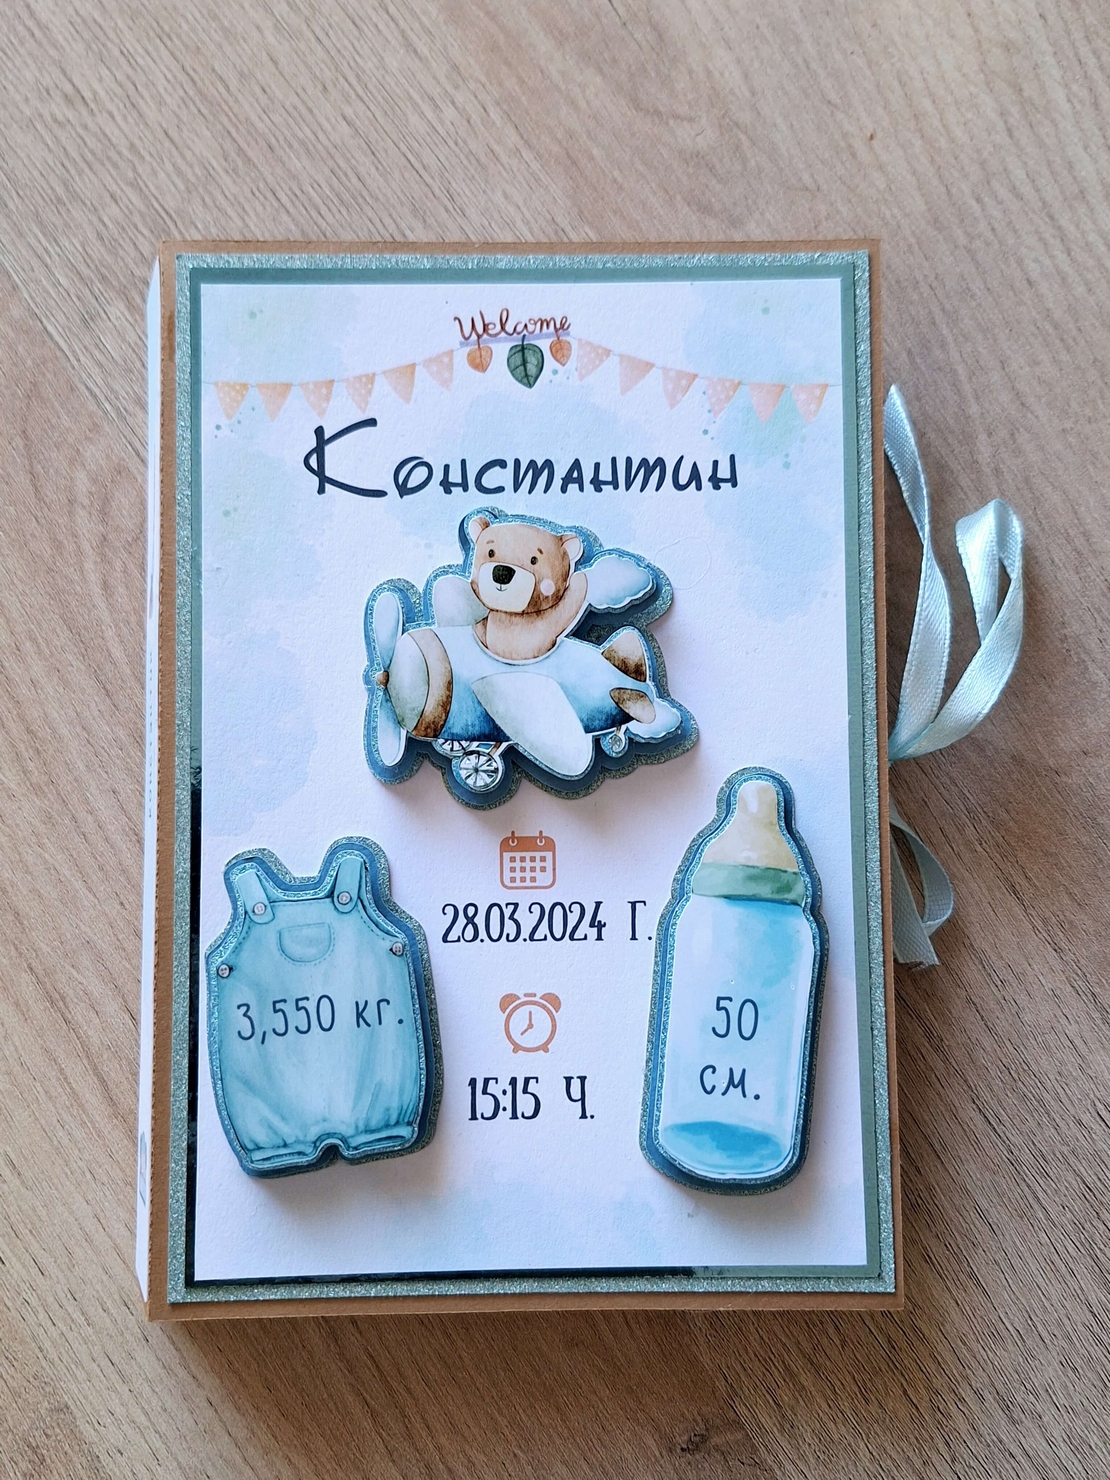 Welcome
Константин
28.03.2024 г.
3,550 кг.
50
см.
15:15 ч.